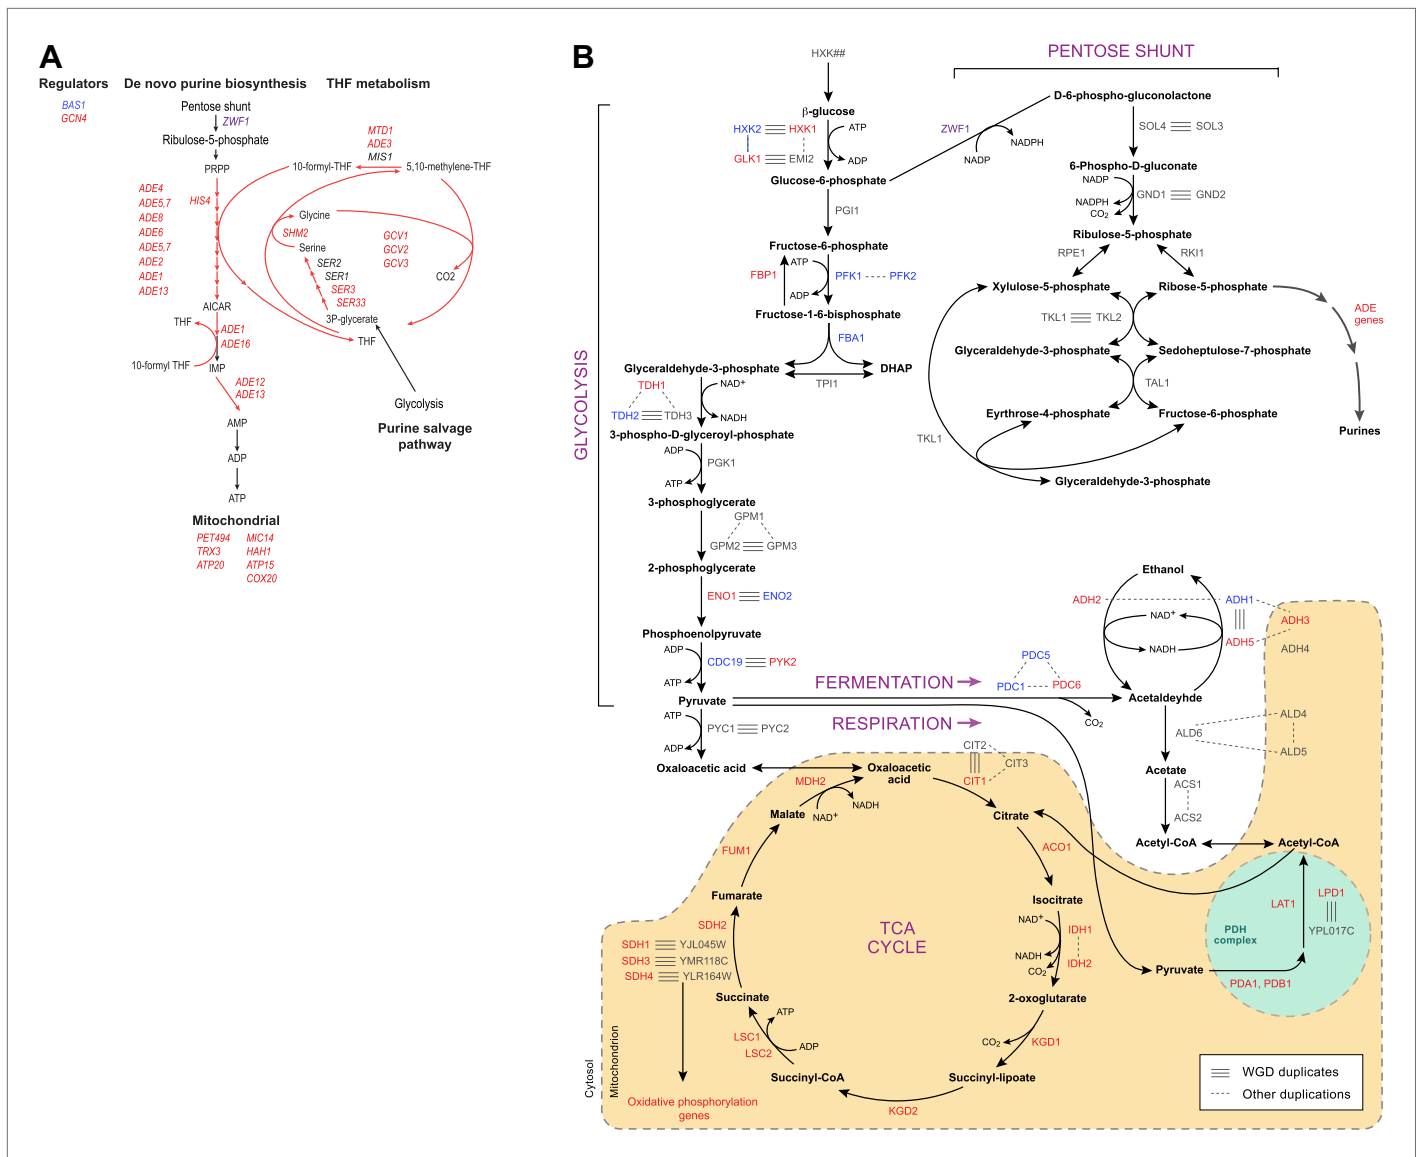 A
Regulators
BAS1
GCN4
De novo purine biosynthesis
Pentose shunt
ZWF1
Ribulose-5-phosphate
PRPP
ADE4
ADE5,7
ADE8
ADE6
ADE5,7
ADE2
ADE1
ADE13
HIS4
AICAR
THF
ADE1
ADE16
10-formyl THF
IMP
ADE12
ADE13
AMP
ADP
ATP
THF metabolism
MTD1
ADE3
MIS1
10-formyl-THF
5,10-methylene-THF
Glycine
SHM2
Serine
GCV1
GCV2
GCV3
SER2
SER1
SER3
SER33
CO2
3P-glycerate
THF
Glycolysis
Purine salvage
pathway
Mitochondrial
PET494
TRX3
ATP20
MIC14
HAH1
ATP15
COX20
B
GLYCOLYSIS
HXK##
β-glucose
HXK2
HXK1
GLK1
EMI2
ATP
ADP
Glucose-6-phosphate
PGI1
Fructose-6-phosphate
FBP1
ATP
ADP
PFK1
PFK2
Fructose-1-6-bisphosphate
FBA1
Glyceraldehyde-3-phosphate
DHAP
TPI1
TDH1
TDH2
TDH3
NAD+
NADH
3-phospho-D-glyceroyl-phosphate
ADP
ATP
PGK1
3-phosphoglycerate
GPM1
GPM2
GPM3
2-phosphoglycerate
ENO1
ENO2
Phosphoenolpyruvate
ADP
ATP
CDC19
PYK2
Pyruvate
ATP
ADP
PYC1
PYC2
Oxaloacetic acid
PENTOSE SHUNT
D-6-phospho-gluconolactone
ZWF1
NADP
NADPH
SOL4
SOL3
6-Phospho-D-gluconate
NADP
NADPH
CO2
GND1
GND2
Ribulose-5-phosphate
RPE1
RKI1
Xylulose-5-phosphate
Ribose-5-phosphate
TKL1
TKL2
ADE
genes
Glyceraldehyde-3-phosphate
Sedoheptulose-7-phosphate
TAL1
Eyrthrose-4-phosphate
Fructose-6-phosphate
TKL1
Glyceraldehyde-3-phosphate
Purines
FERMENTATION
RESPIRATION
PDC5
PDC1
PDC6
CO2
Ethanol
ADH2
ADH1
NAD+
NADH
ADH5
ADH3
ADH4
Acetaldeyhde
ALD6
ALD4
ALD5
Acetate
ACS1
ACS2
Acetyl-CoA
Acetyl-CoA
Oxaloacetic
acid
CIT2
CIT3
CIT1
MDH2
NADH
NAD+
Malate
Citrate
FUM1
ACO1
Fumarate
Isocitrate
TCA
CYCLE
SDH2
SDH1
YJL045W
SDH3
YMR118C
SDH4
YLR164W
NAD+
NADH
CO2
IDH1
IDH2
Succinate
2-oxoglutarate
ATP
ADP
LSC1
LSC2
CO2
KGD1
Succinyl-CoA
Succinyl-lipoate
KGD2
Oxidative phosphorylation
genes
Cytosol
Mitochondrion
LAT1
LPD1
YPL017C
PDH
complex
Pyruvate
PDA1, PDB1
WGD duplicates
Other duplications